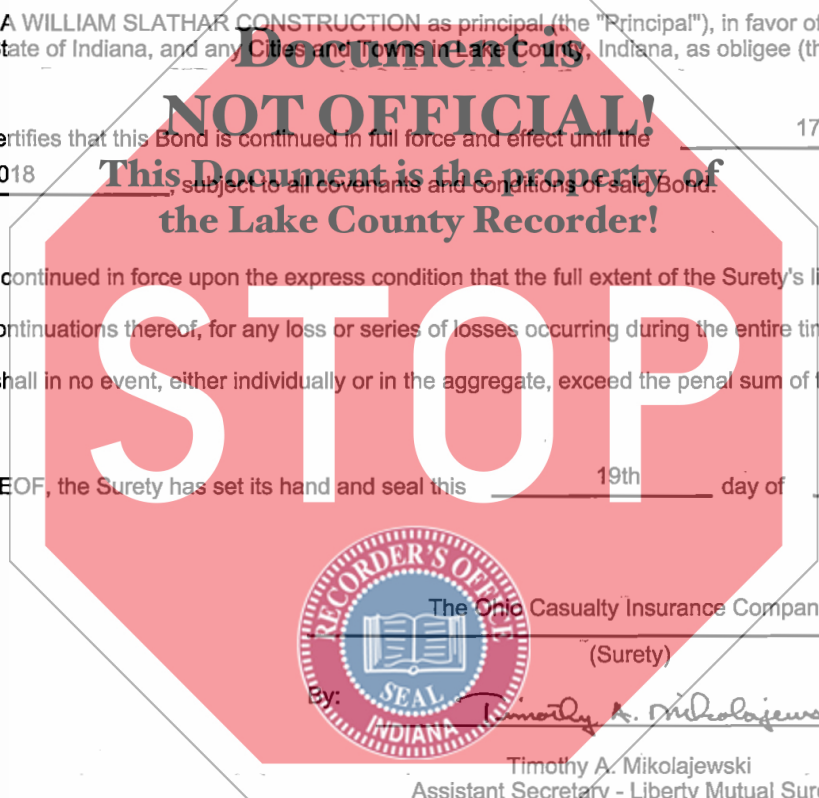 A WILLIAM SLATHAR CONSTRUCTION as principal (the "Principal"), in favor of
tate of Indiana, and any Cities and Towns in Lake County, Indiana, as obligee (th
Document is
NOT OFFICIAL!
ertifies that this Bond is continued in full force and effect until the 17
This Document is the property of
018 , subject to all covenants and conditions of said Bond.
the Lake County Recorder!
continued in force upon the express condition that the full extent of the Surety's li
ontinuations thereof, for any loss or series of losses occurring during the entire tim
hall in no event, either individually or in the aggregate, exceed the penal sum of t
STOP
EOF, the Surety has set its hand and seal this 19th day of
RECORDER'S OFFICE
The Ohio Casualty Insurance Compan
(Surety)
SEAL
By: Timothy A. Mikolajews
INDIANA
Timothy A. Mikolajewski
Assistant Secretary - Liberty Mutual Sure